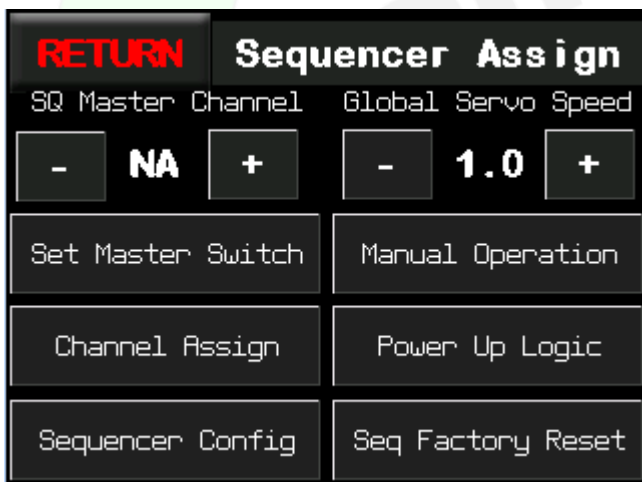 RETURN Sequencer Assign
SQ Master Channel Global Servo Speed
- NA + - 1.0 +
Set Master Switch Manual Operation
Channel Assign Power Up Logic
Sequencer Config Seq Factory Reset